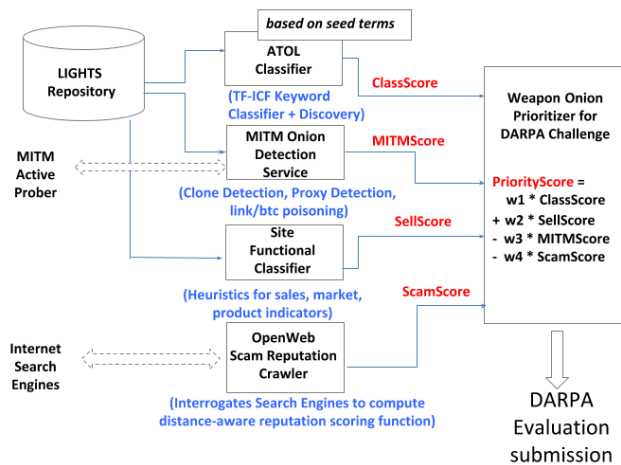 based on seed terms
LIGHTS
Repository
ATOL
Classifier
(TF-ICF Keyword
Classifier + Discovery)
ClassScore
MITM
Active
Prober
MITM Onion
Detection
Service
(Clone Detection, Proxy Detection,
link/btc poisoning)
MITMScore
Site
Functional
Classifier
(Heuristics for sales, market,
product indicators)
SellScore
Internet
Search
Engines
OpenWeb
Scam Reputation
Crawler
(Interrogates Search Engines to compute
distance-aware reputation scoring function)
ScamScore
Weapon Onion
Prioritizer for
DARPA Challenge
PriorityScore =
w1 * ClassScore
+ w2 * SellScore
- w3 * MITMScore
- w4 * ScamScore
DARPA
Evaluation
submission